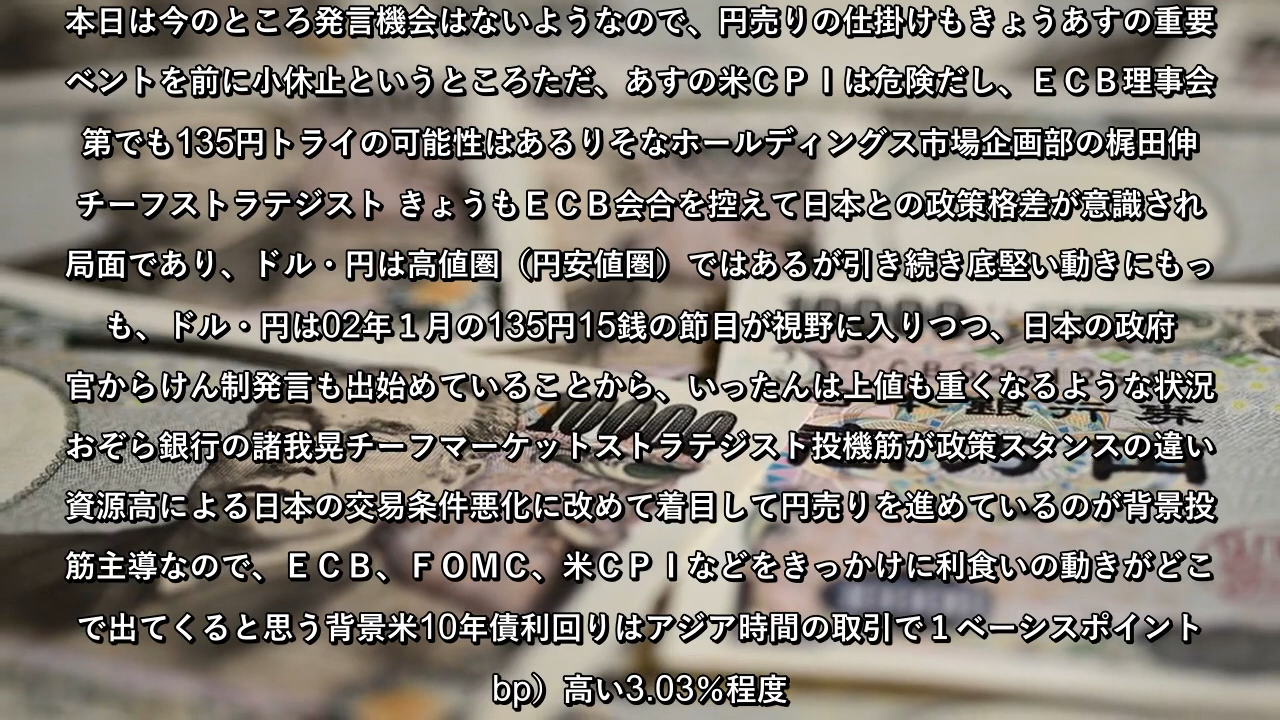 本日は今のところ発言機会はないようなので、円売りの仕掛けもきょうあすの重要
ベントを前に小休止というところただ、あすの米ＣＰＩは危険だし、ＥＣＢ理事会
第でも135円トライの可能性はあるりそなホールディングス市場企画部の梶田伸
チーフストラテジスト きょうもＥＣＢ会合を控えて日本との政策格差が意識され
局面であり、ドル・円は高値圏（円安値圏）ではあるが引き続き底堅い動きにもっ
も、ドル・円は02年１月の135円15銭の節目が視野に入りつつ、日本の政府
官からけん制発言も出始めていることから、いったんは上値も重くなるような状況
おぞら銀行の諸我晃チーフマーケットストラテジスト投機筋が政策スタンスの違い
資源高による日本の交易条件悪化に改めて着目して円売りを進めているのが背景投
筋主導なので、ＥＣＢ、ＦＯＭＣ、米ＣＰＩなどをきっかけに利食いの動きがどこ
で出てくると思う背景米10年債利回りはアジア時間の取引で１ベーシスポイント
bp）高い3.03％程度
10000